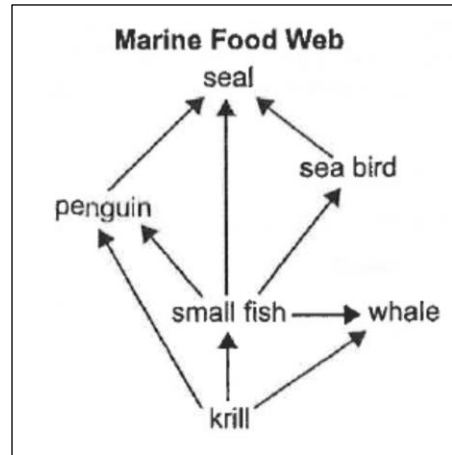 Marine Food Web
seal
sea bird
penguin
small fish
whale
krill